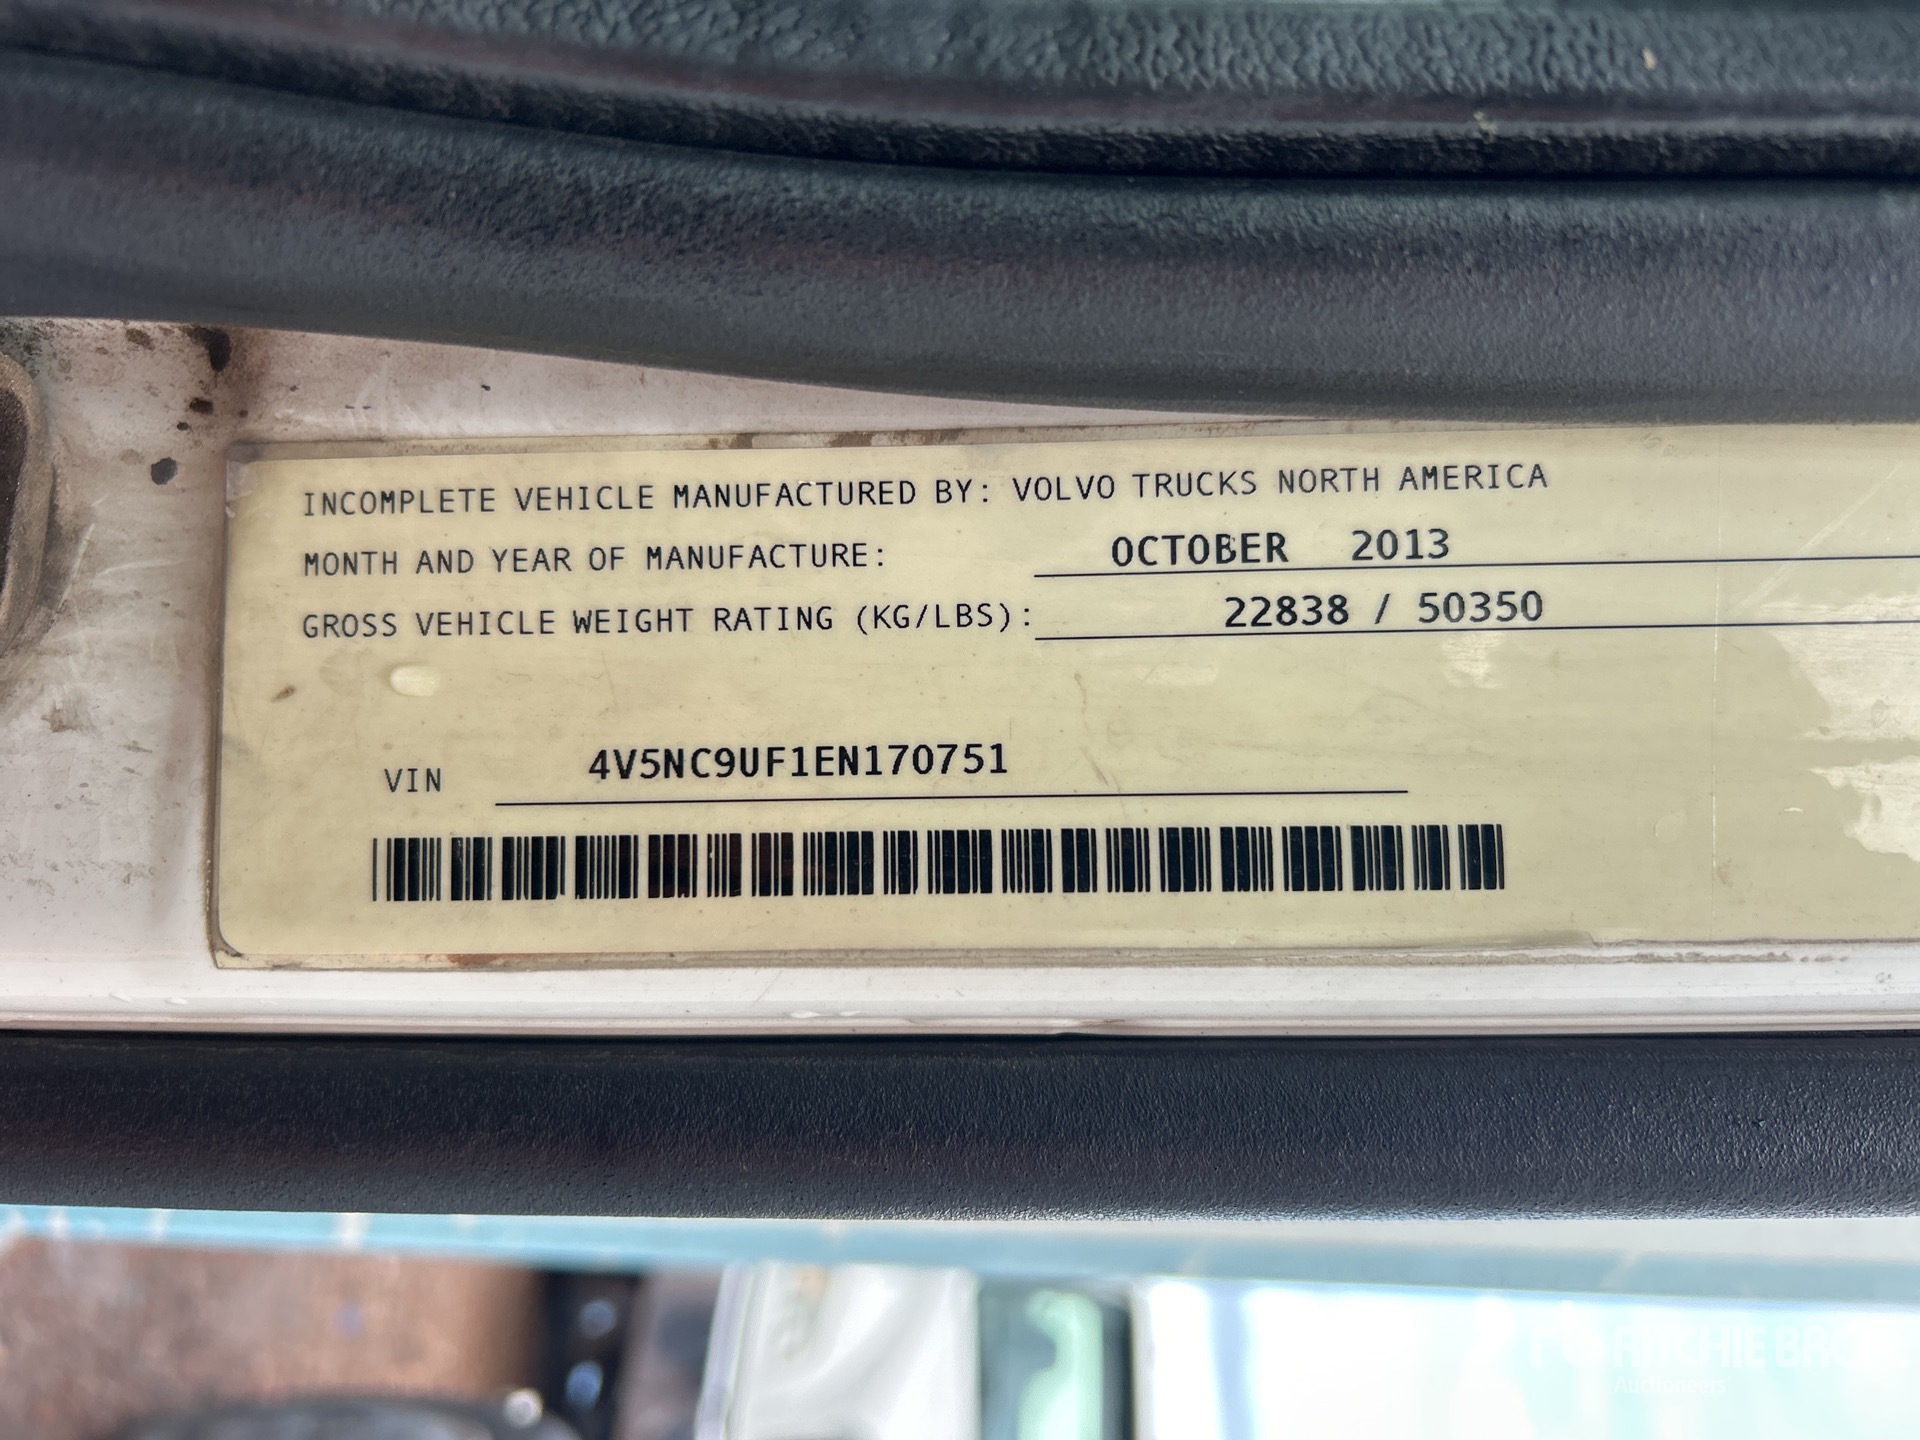 INCOMPLETE VEHICLE MANUFACTURED BY: VOLVO TRUCKS NORTH AMERICA
MONTH AND YEAR OF MANUFACTURE: OCTOBER 2013
GROSS VEHICLE WEIGHT RATING (KG/LBS): 22838 / 50350
VIN 4V5NC9UF1EN170751
Auctioneers